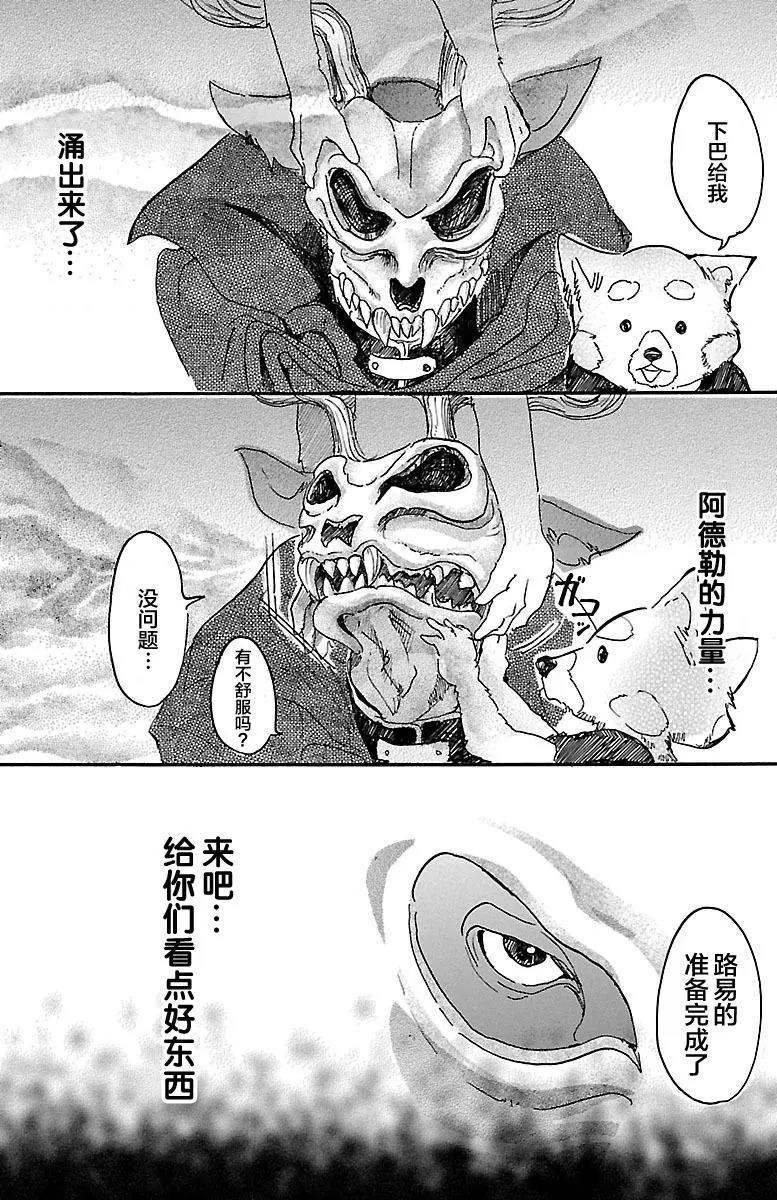 下巴给我
涌出来了…
阿德勒的力量…
ガコッ
有不舒服吗？
没问题…
路易的
准备完成了
来吧…
给你们看点好东西